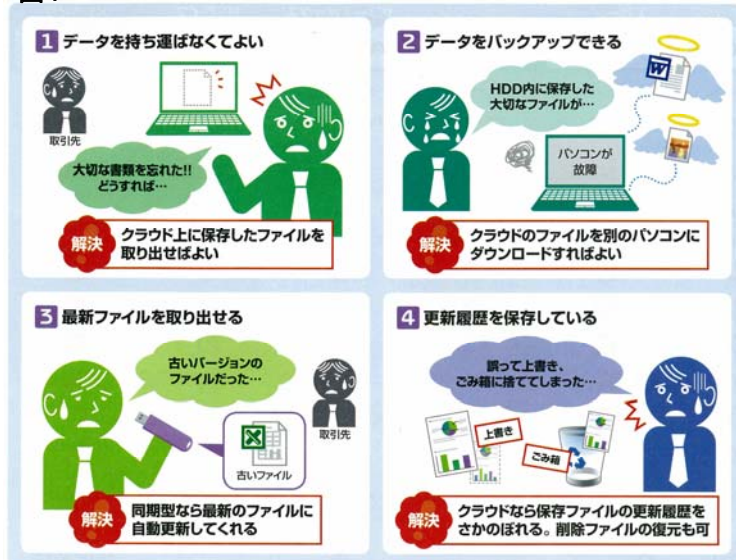 1 データを持ち運ばなくてよい
取引先
大切な書類を忘れた!!
どうすれば…
解決
クラウド上に保存したファイルを
取り出せばよい
2 データをバックアップできる
HDD内に保存した
大切なファイルが…
W
パソコンが
故障
解決
クラウドのファイルを別のパソコンに
ダウンロードすればよい
3 最新ファイルを取り出せる
古いバージョンの
ファイルだった…
取引先
古いファイル
解決
同期型なら最新のファイルに
自動更新してくれる
4 更新履歴を保存している
誤って上書き、
ごみ箱に捨ててしまった…
上書き
ごみ箱
解決
クラウドなら保存ファイルの更新履歴を
さかのぼれる。削除ファイルの復元も可